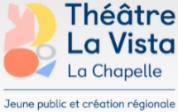 Théâtre
La Vista
La Chapelle
Jeune public et création régionale